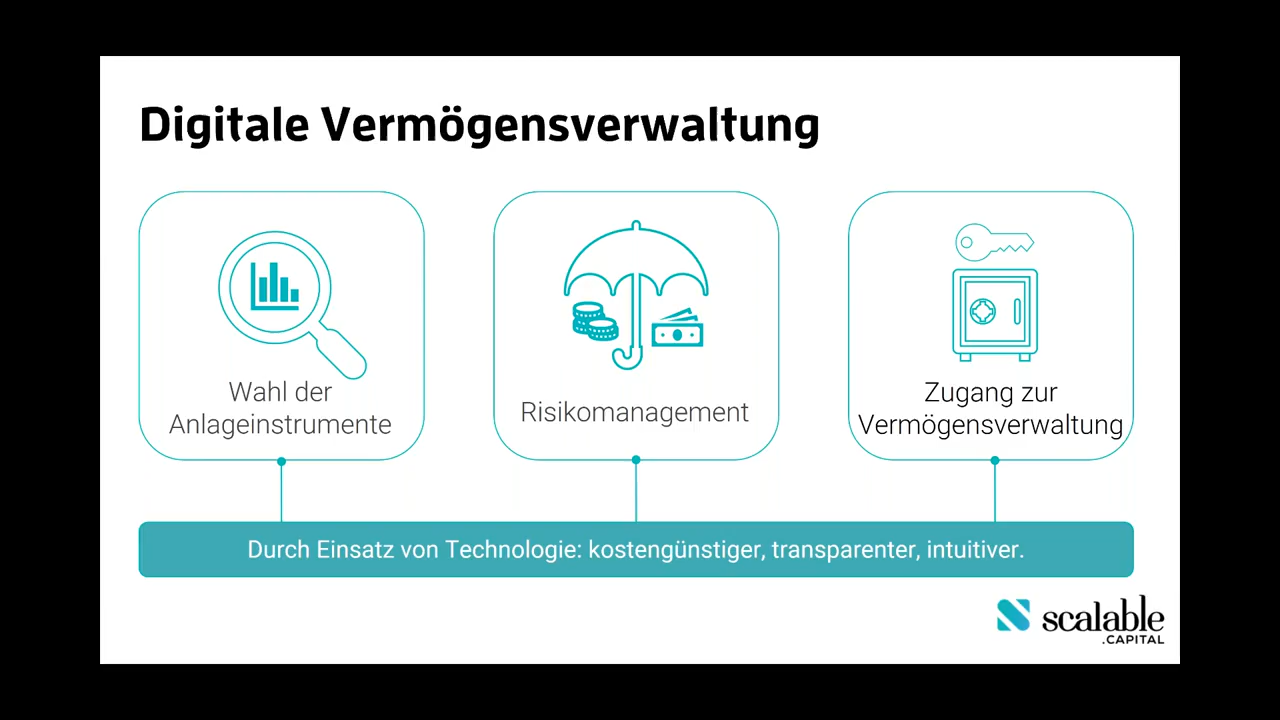 Digitale Vermögensverwaltung
Wahl der
Anlageinstrumente
Risikomanagement
Zugang zur
Vermögensverwaltung
Durch Einsatz von Technologie: kostengünstiger, transparenter, intuitiver.
scalable
.CAPITAL